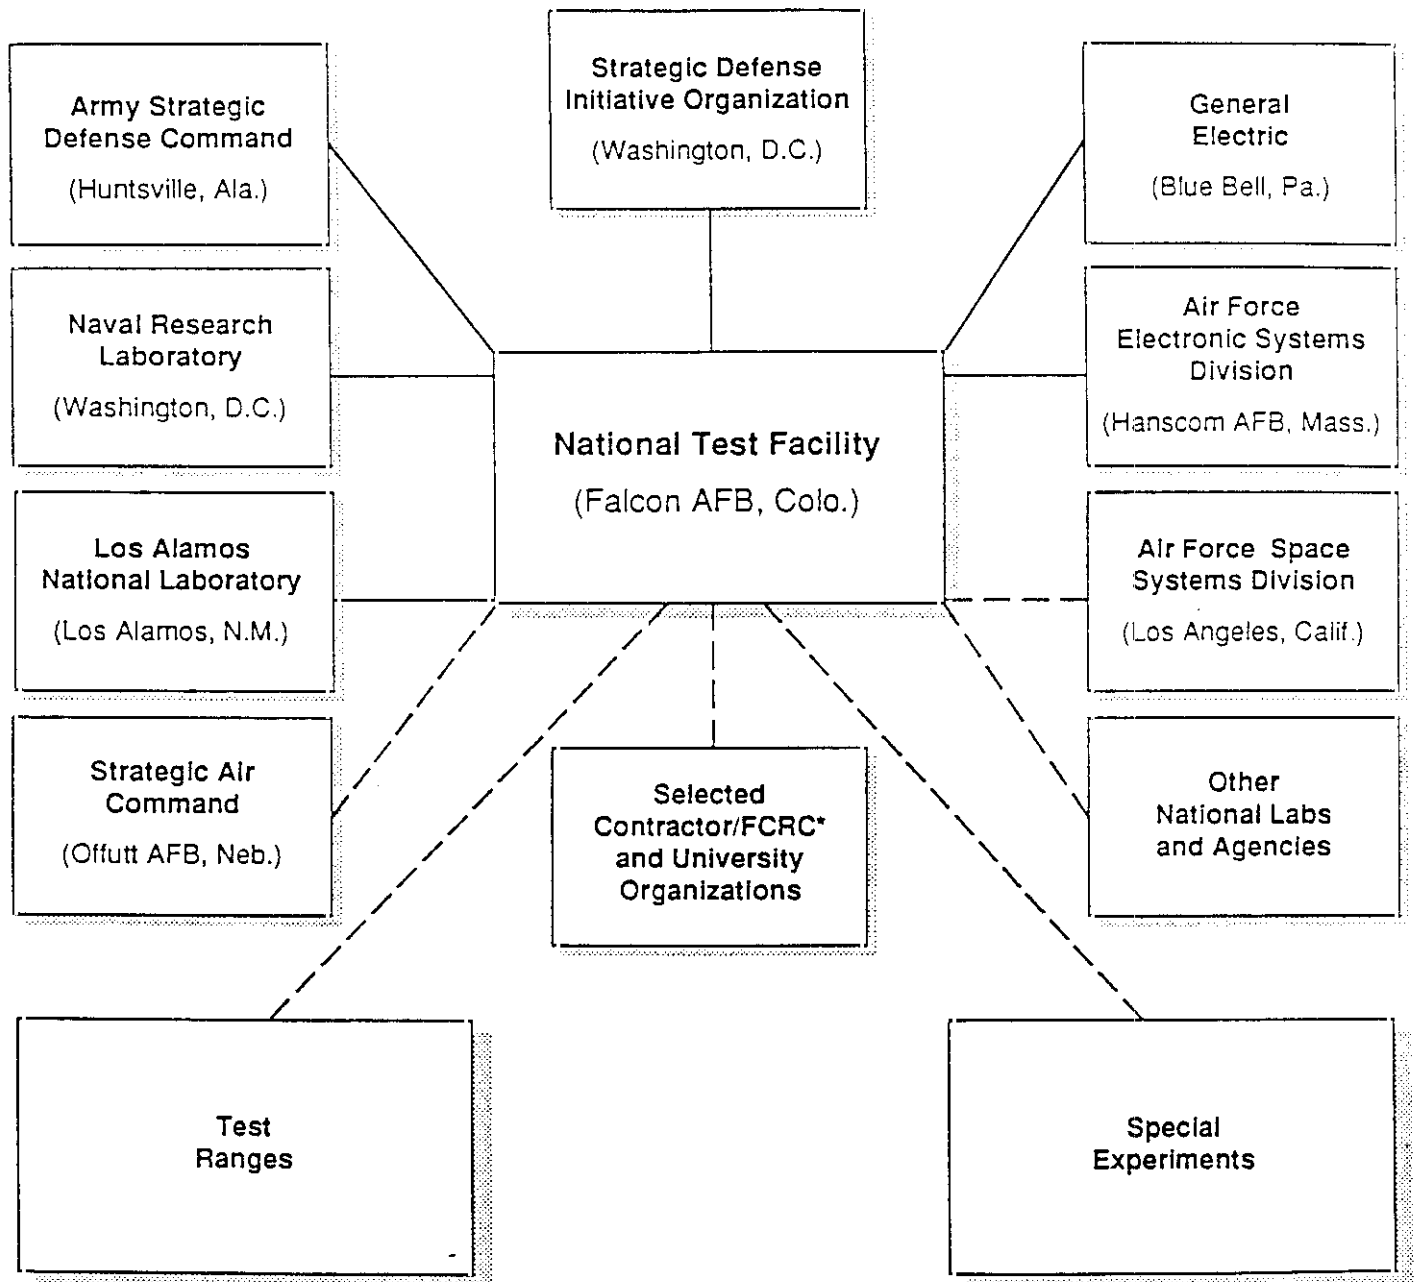 Strategic Defense
Initiative Organization
(Washington, D.C.)
Army Strategic
Defense Command
(Huntsville, Ala.)
General
Electric
(Blue Bell, Pa.)
Naval Research
Laboratory
(Washington, D.C.)
Air Force
Electronic Systems
Division
(Hanscom AFB, Mass.)
National Test Facility
(Falcon AFB, Colo.)
Los Alamos
National Laboratory
(Los Alamos, N.M.)
Air Force Space
Systems Division
(Los Angeles, Calif.)
Strategic Air
Command
(Offutt AFB, Neb.)
Selected
Contractor/FCRC*
and University
Organizations
Other
National Labs
and Agencies
Test
Ranges
Special
Experiments